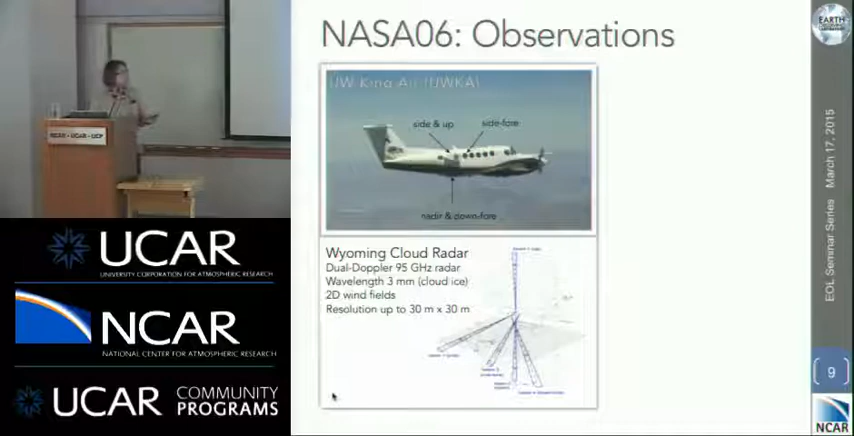 NASA06: Observations
UW King Air (UWKA)
side & up
side-fore
nadir & down-fore
Wyoming Cloud Radar
Dual-Doppler 95 GHz radar
Wavelength 3 mm (cloud ice)
2D wind fields
Resolution up to 30 m x 30 m
NCAR - UCAR - UCP
UCAR
UNIVERSITY CORPORATION FOR ATMOSPHERIC RESEARCH
NCAR
NATIONAL CENTER FOR ATMOSPHERIC RESEARCH
UCAR COMMUNITY PROGRAMS
EARTH
EOL Seminar Series March 17, 2015
9
NCAR